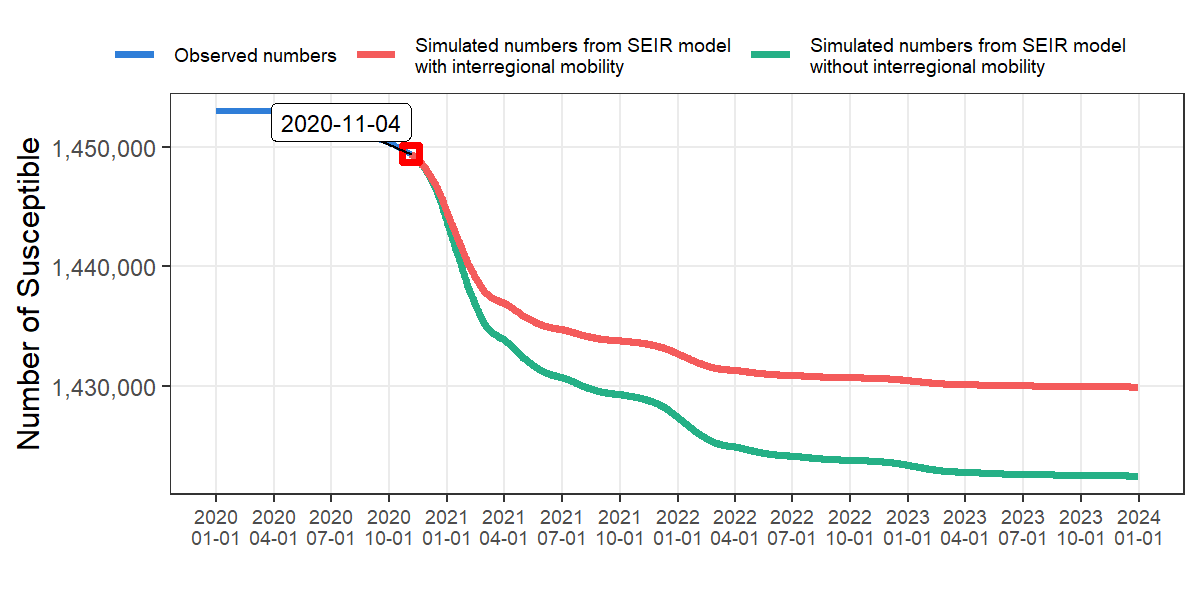 Observed numbers
Simulated numbers from SEIR model
with interregional mobility
Simulated numbers from SEIR model
without interregional mobility
Number of Susceptible
1,450,000
1,440,000
1,430,000
2020-11-04
2020 2020 2020 2020 2021 2021 2021 2021 2022 2022 2022 2022 2023 2023 2023 2023 2024
01-01 04-01 07-01 10-01 01-01 04-01 07-01 10-01 01-01 04-01 07-01 10-01 01-01 04-01 07-01 10-01 01-01